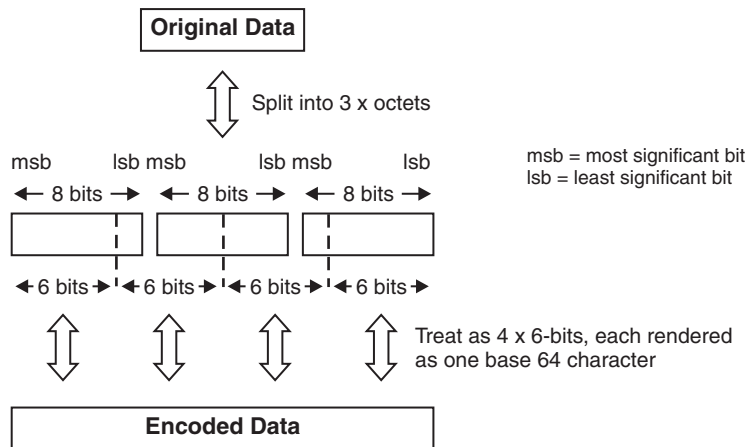 Original Data
Split into 3 x octets
msb lsb msb lsb msb lsb
msb = most significant bit
lsb = least significant bit
8 bits 8 bits 8 bits
6 bits 6 bits 6 bits 6 bits
Treat as 4 x 6-bits, each rendered
as one base 64 character
Encoded Data